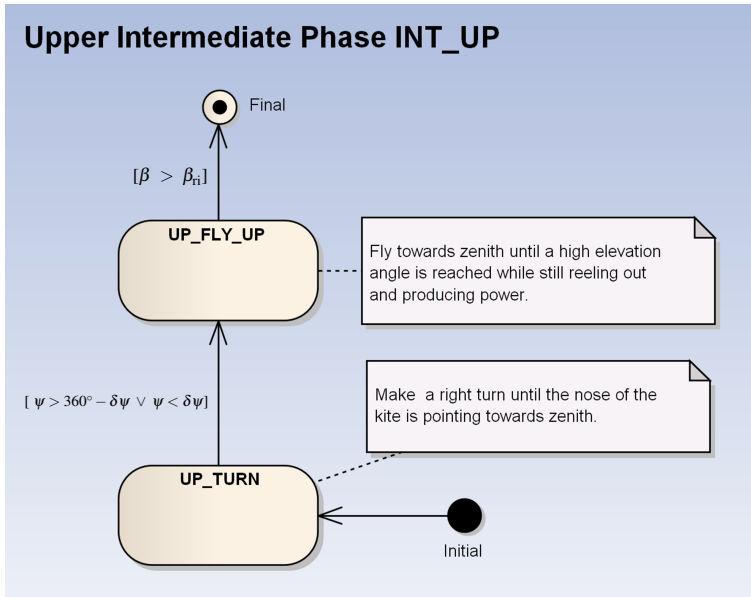 Upper Intermediate Phase INT_UP
Final
[β > βri]
UP_FLY_UP
Fly towards zenith until a high elevation
angle is reached while still reeling out
and producing power.
[ ψ > 360° − δψ ∨ ψ < δψ]
Make a right turn until the nose of the
kite is pointing towards zenith.
UP_TURN
Initial